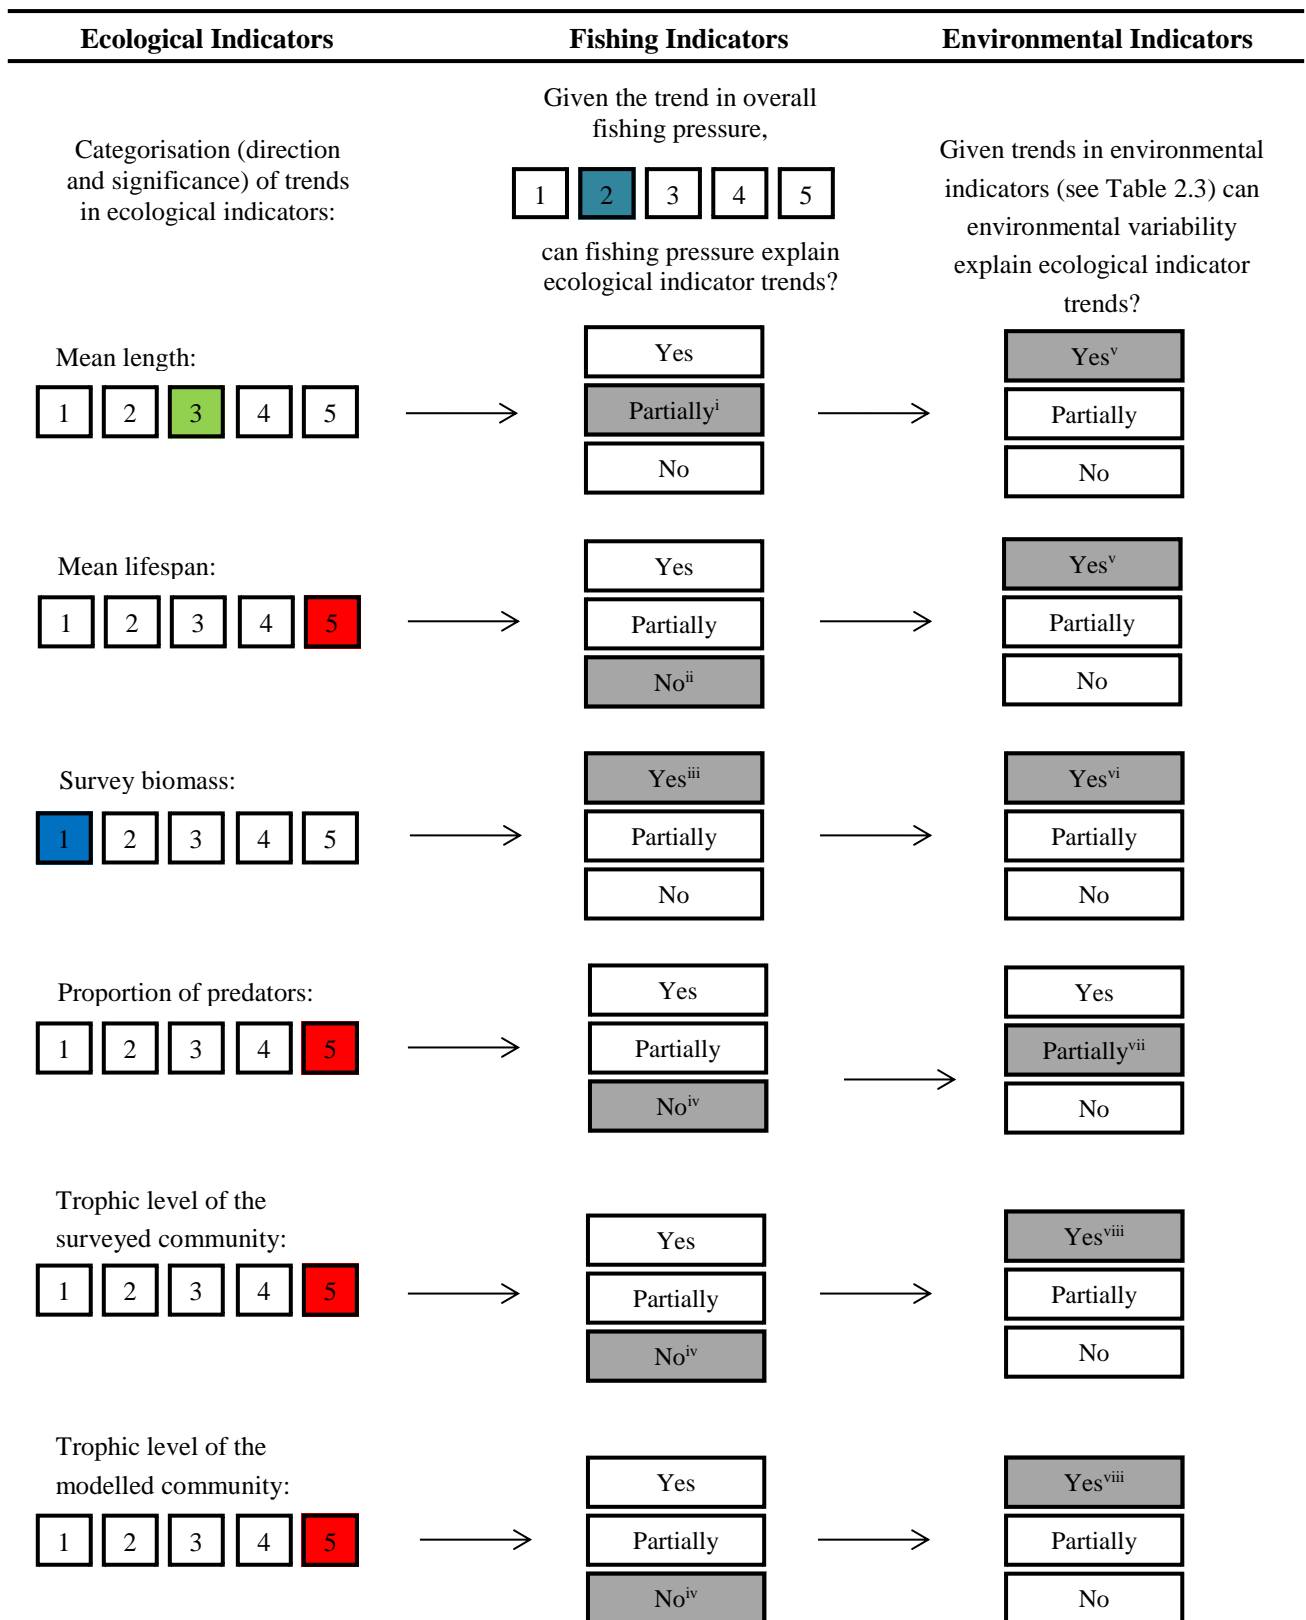 Ecological Indicators Fishing Indicators Environmental Indicators
Categorisation (direction
and significance) of trends
in ecological indicators:
Given the trend in overall
fishing pressure,
1 2 3 4 5
can fishing pressure explain
ecological indicator trends?
Given trends in environmental
indicators (see Table 2.3) can
environmental variability
explain ecological indicator
trends?
Mean length:
1 2 3 4 5
Yes
Partiallyⁱ
No
Yesᵛ
Partially
No
Mean lifespan:
1 2 3 4 5
Yes
Partially
Noⁱⁱ
Yesᵛ
Partially
No
Survey biomass:
1 2 3 4 5
Yesⁱⁱⁱ
Partially
No
Yesᵛⁱ
Partially
No
Proportion of predators:
1 2 3 4 5
Yes
Partially
Noⁱᵛ
Yes
Partiallyᵛⁱⁱ
No
Trophic level of the
surveyed community:
1 2 3 4 5
Yes
Partially
Noⁱᵛ
Yesᵛⁱⁱⁱ
Partially
No
Trophic level of the
modelled community:
1 2 3 4 5
Yes
Partially
Noⁱᵛ
Yesᵛⁱⁱⁱ
Partially
No